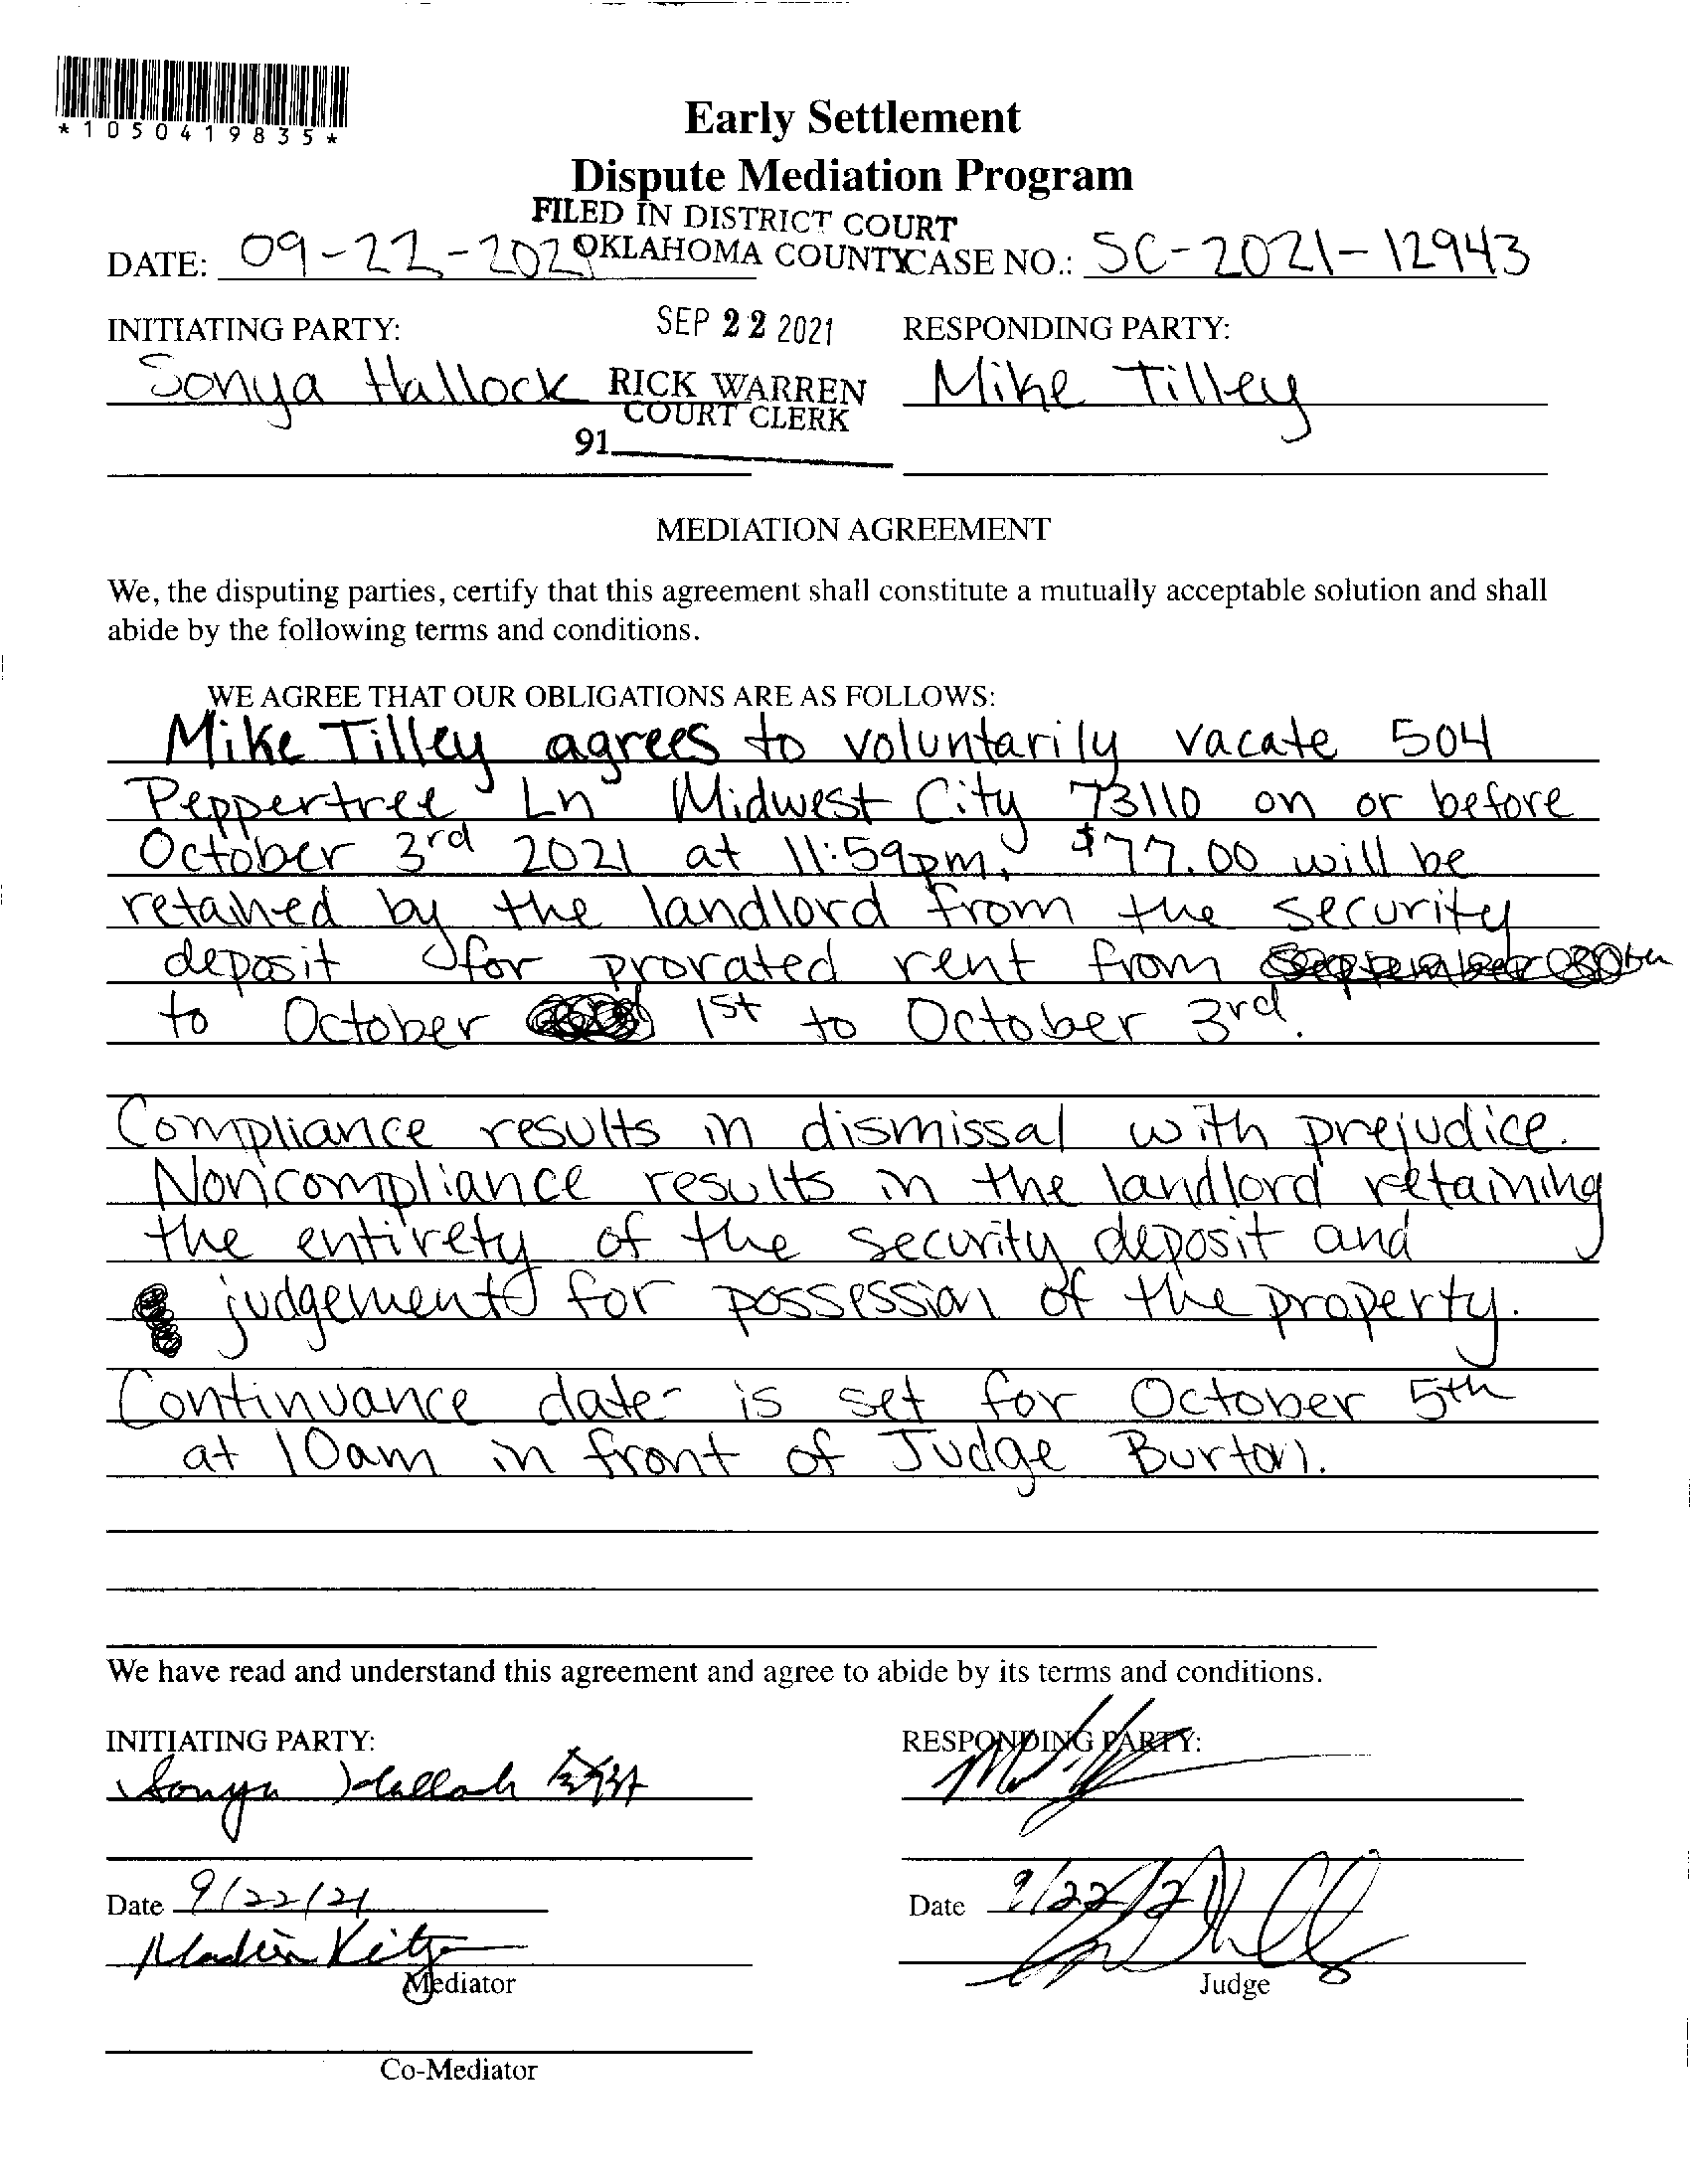 *1050419835*
Early Settlement
Dispute Mediation Program
FILED IN DISTRICT COURT
OKLAHOMA COUNTY
DATE: 09-22-2021 CASE NO.: SC-2021-12943
SEP 22 2021
INITIATING PARTY: RESPONDING PARTY:
Sonya Hallock Mike Tilley
RICK WARREN
COURT CLERK
91
MEDIATION AGREEMENT
We, the disputing parties, certify that this agreement shall constitute a mutually acceptable solution and shall
abide by the following terms and conditions.
WE AGREE THAT OUR OBLIGATIONS ARE AS FOLLOWS:
Mike Tilley agrees to voluntarily vacate 504
Peppertree Ln Midwest City 73110 on or before
October 3rd 2021 at 11:59pm. $77.00 will be
retained by the landlord from the security
deposit for prorated rent from
to October 1st to October 3rd.
Compliance results in dismissal with prejudice.
Noncompliance results in the landlord retaining
the entirety of the security deposit and
judgement for possession of the property.
Continuance date is set for October 5th
at 10am in front of Judge Burton.
We have read and understand this agreement and agree to abide by its terms and conditions.
INITIATING PARTY: RESPONDING PARTY:
Sonya Hallock
Date 9/22/21 Date 9/22/2
Mediator Judge
Co-Mediator